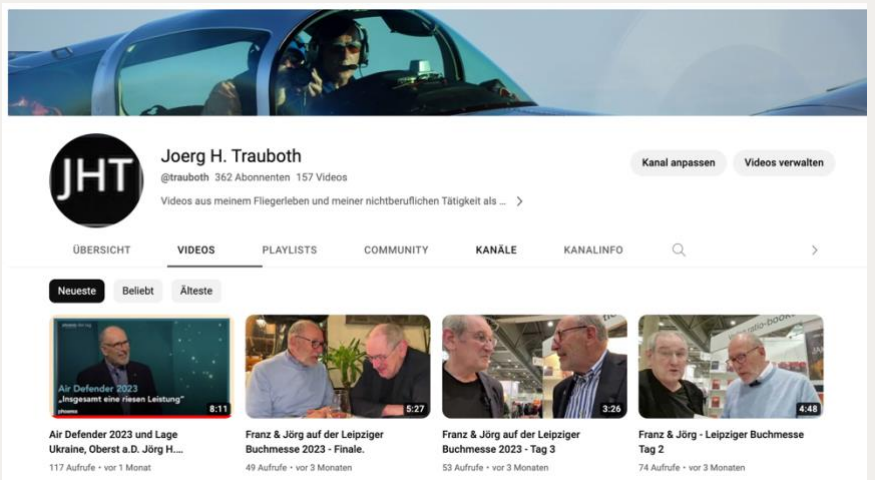 JHT
Joerg H. Trauboth
@trauboth 362 Abonnenten 157 Videos
Videos aus meinem Fliegerleben und meiner nichtberuflichen Tätigkeit als ...
Kanal anpassen
Videos verwalten
ÜBERSICHT VIDEOS PLAYLISTS COMMUNITY KANÄLE KANALINFO
Neueste Beliebt Älteste
Air Defender 2023
„Insgesamt eine riesen Leistung"
phoenix
8:11
5:27
3:26
4:48
Air Defender 2023 und Lage
Ukraine, Oberst a.D. Jörg H....
117 Aufrufe • vor 1 Monat
Franz & Jörg auf der Leipziger
Buchmesse 2023 - Finale.
49 Aufrufe • vor 3 Monaten
Franz & Jörg auf der Leipziger
Buchmesse 2023 - Tag 3
53 Aufrufe • vor 3 Monaten
Franz & Jörg - Leipziger Buchmesse
Tag 2
74 Aufrufe • vor 3 Monaten